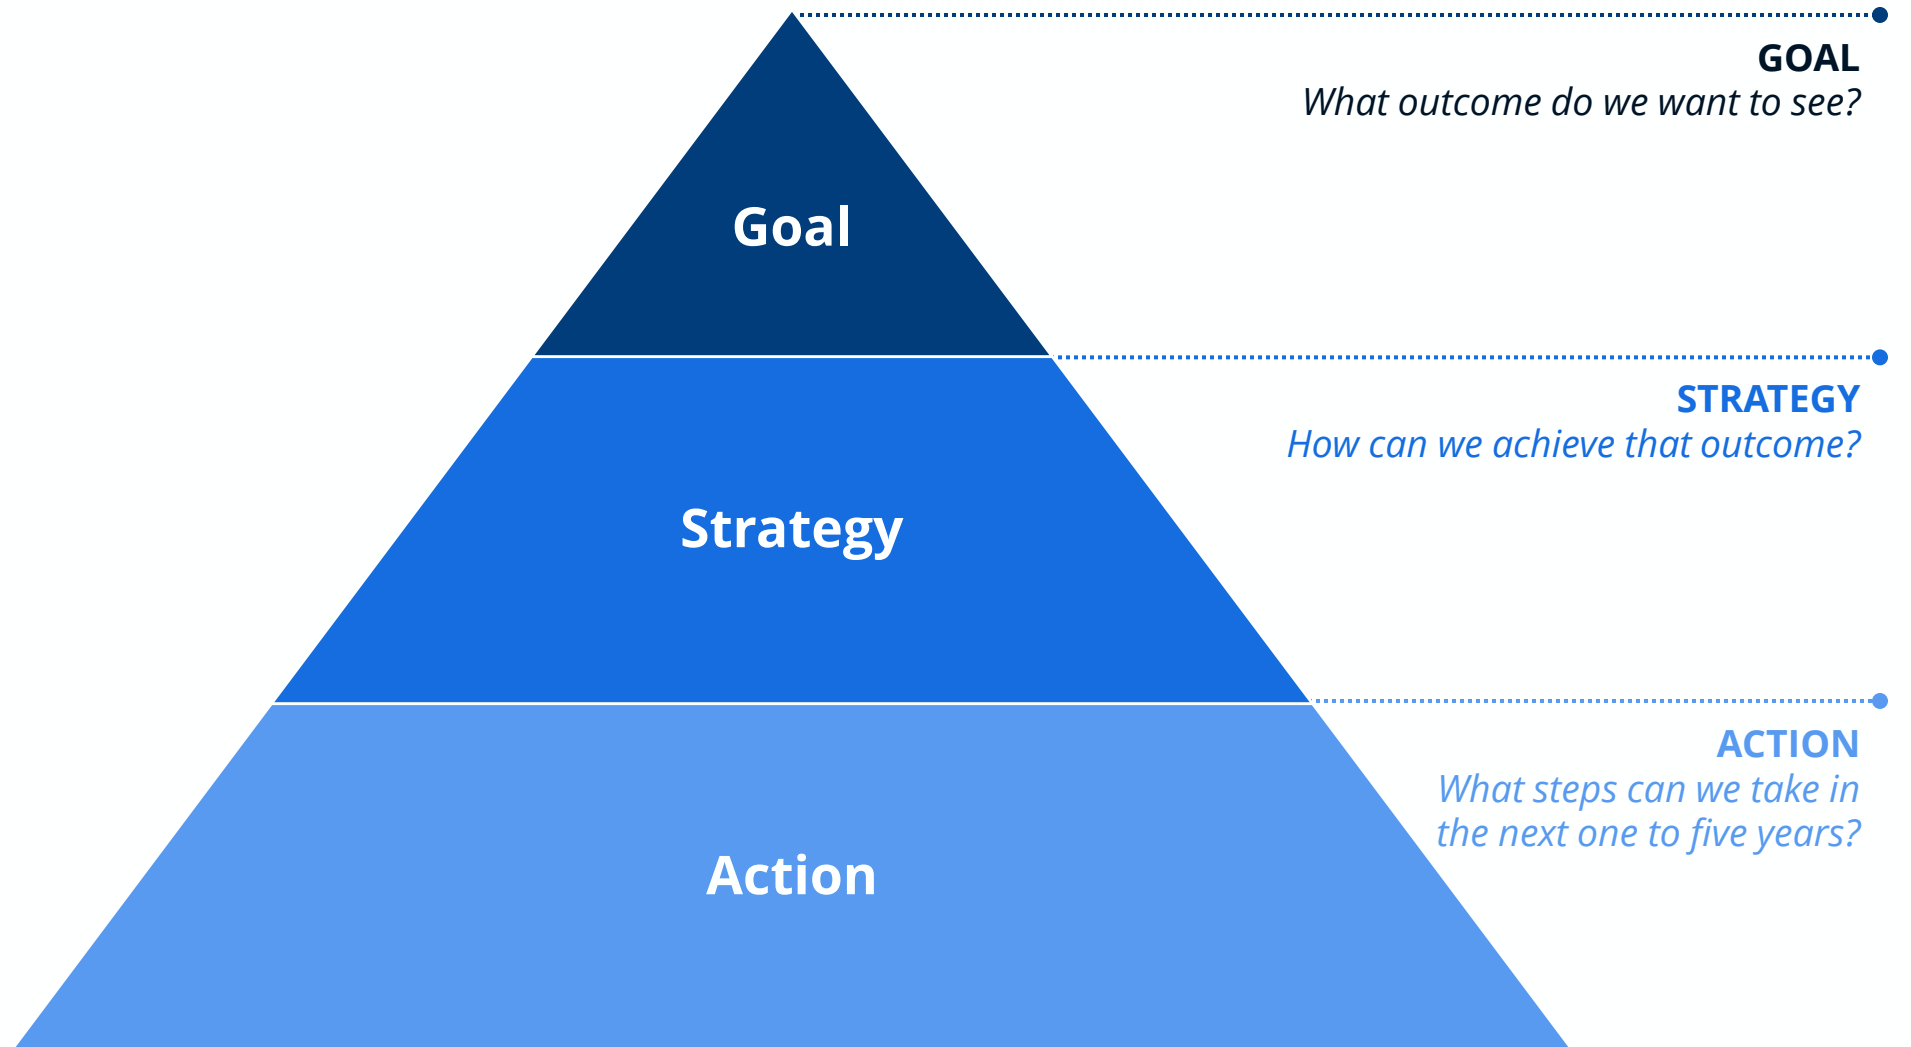 GOAL
What outcome do we want to see?
Goal
STRATEGY
How can we achieve that outcome?
Strategy
ACTION
What steps can we take in
the next one to five years?
Action